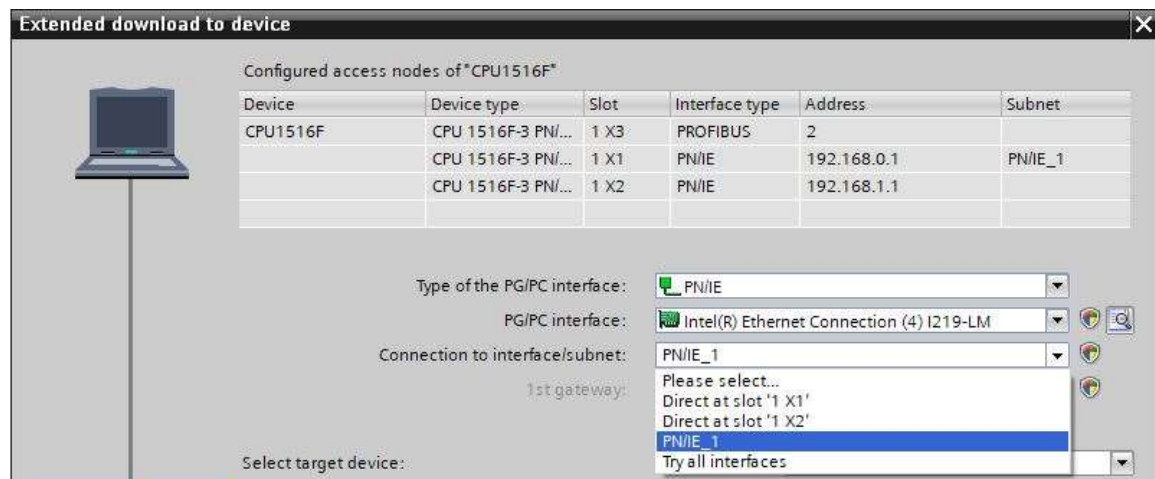 Extended download to device
Configured access nodes of "CPU1516F"
Device Device type Slot Interface type Address Subnet
CPU1516F CPU 1516F-3 PN/... 1 X3 PROFIBUS 2
CPU 1516F-3 PN/... 1 X1 PN/IE 192.168.0.1 PN/IE_1
CPU 1516F-3 PN/... 1 X2 PN/IE 192.168.1.1
Type of the PG/PC interface: PN/IE
PG/PC interface: Intel(R) Ethernet Connection (4) I219-LM
Connection to interface/subnet: PN/IE_1
Please select...
1st gateway:
Direct at slot '1 X1'
Direct at slot '1 X2'
PN/IE_1
Select target device:
Try all interfaces